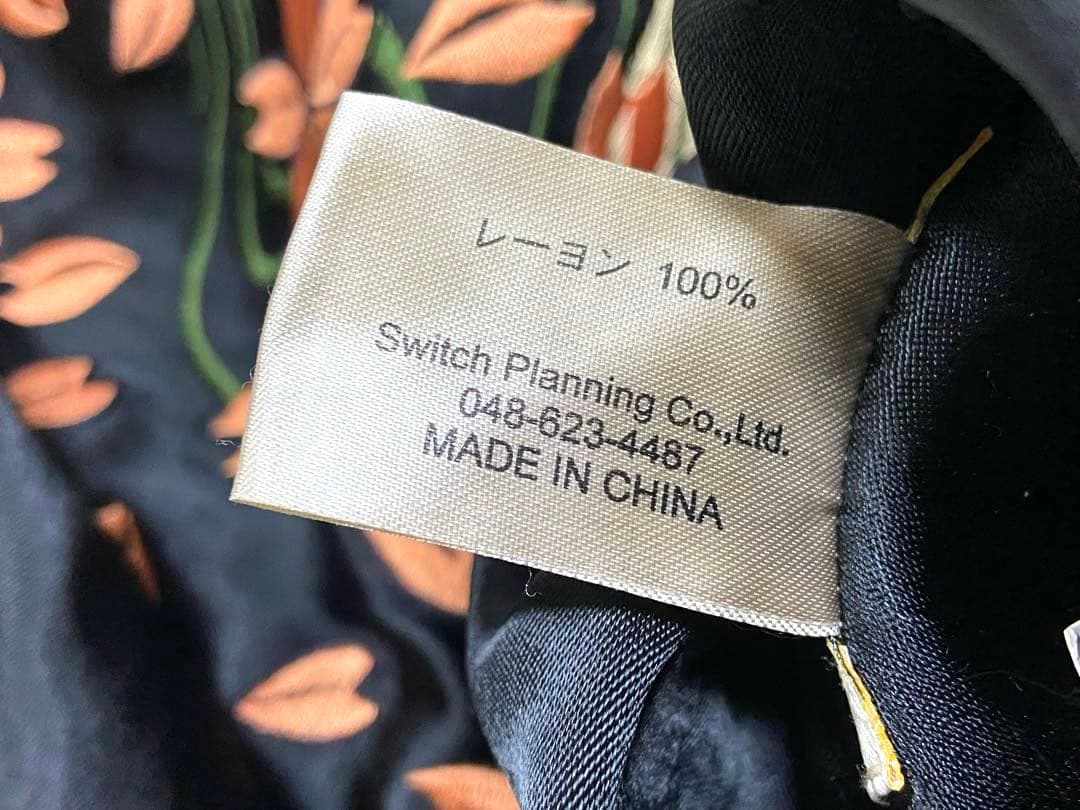 レーヨン 100%
Switch Planning Co.,Ltd.
048-623-4487
MADE IN CHINA